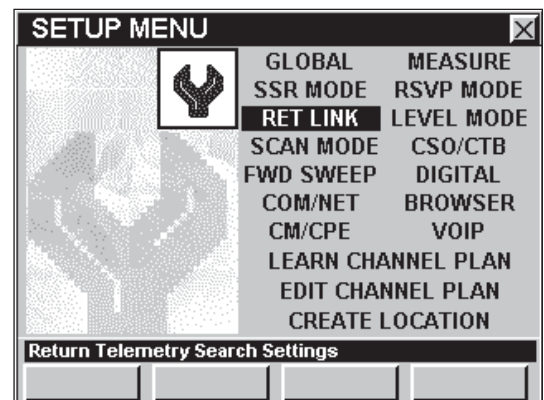 SETUP MENU
GLOBAL MEASURE
SSR MODE RSVP MODE
RET LINK LEVEL MODE
SCAN MODE CSO/CTB
FWD SWEEP DIGITAL
COM/NET BROWSER
CM/CPE VOIP
LEARN CHANNEL PLAN
EDIT CHANNEL PLAN
CREATE LOCATION
Return Telemetry Search Settings